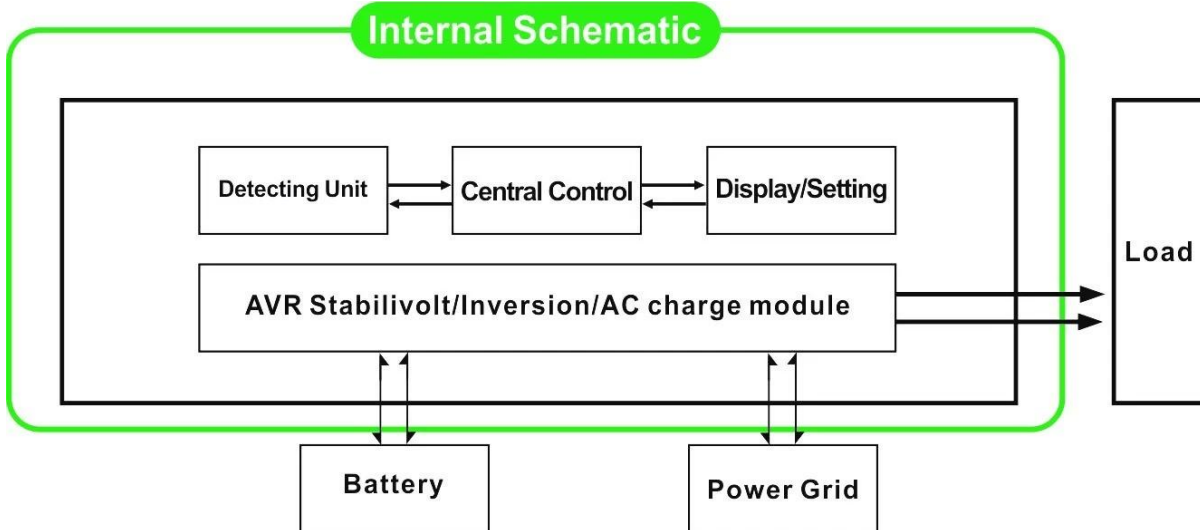 Internal Schematic
Detecting Unit
Central Control
Display/Setting
Load
AVR Stabilivolt/Inversion/AC charge module
Battery
Power Grid